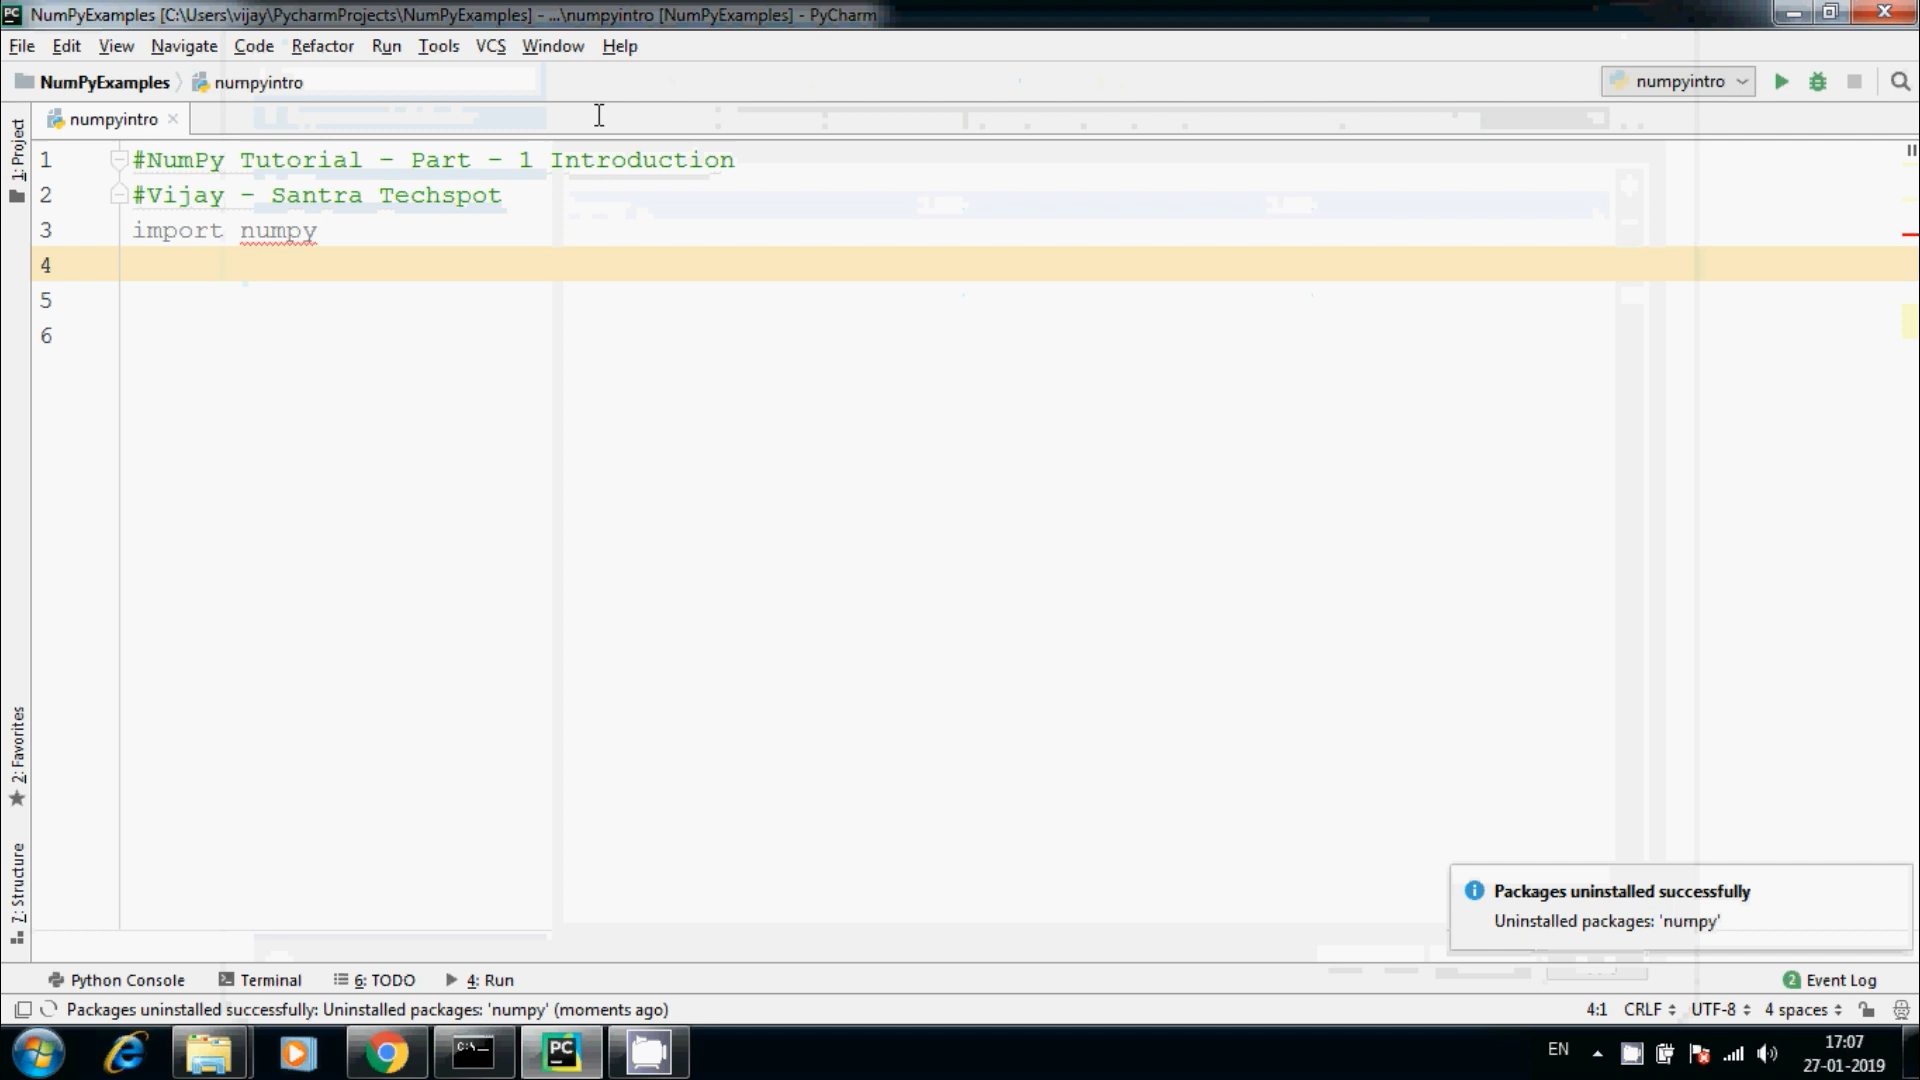 NumPyExamples [C:\Users\vijay\PycharmProjects\NumPyExamples] - ...\numpyintro [NumPyExamples] - PyCharm
File Edit View Navigate Code Refactor Run Tools VCS Window Help
NumPyExamples numpyintro numpyintro
numpyintro
1: Project
1 #NumPy Tutorial - Part - 1 Introduction
2 #Vijay - Santra Techspot
3 import numpy
4
5
6
2: Favorites
7: Structure
Packages uninstalled successfully
Uninstalled packages: 'numpy'
Python Console Terminal 6: TODO 4: Run 2 Event Log
Packages uninstalled successfully: Uninstalled packages: 'numpy' (moments ago) 4:1 CRLF UTF-8 4 spaces
C:\ PC EN 17:07
27-01-2019